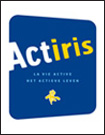 Actiris
LA VIE ACTIVE
HET ACTIEVE LEVEN